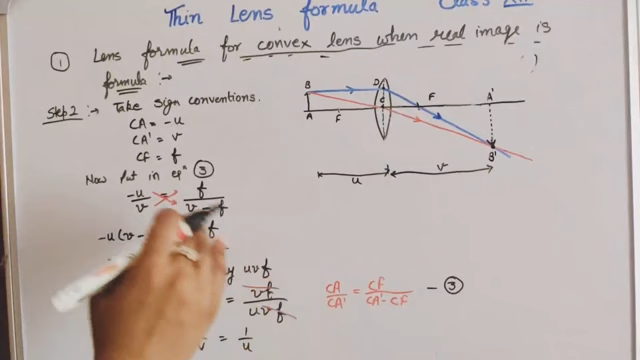 Thin Lens formula Class XII
① Lens formula for convex lens when real image is
formula :-
Step 2 :- Take sign conventions.
CA = -u
CA' = v
CF = f
Now put in eqⁿ ③
-u/v = f/(v - f)
-u(v- f
uvf
= vf/uvf
= 1/u
B D A C F F A' B'
u v
CA/CA' = CF/(CA' - CF) — ③